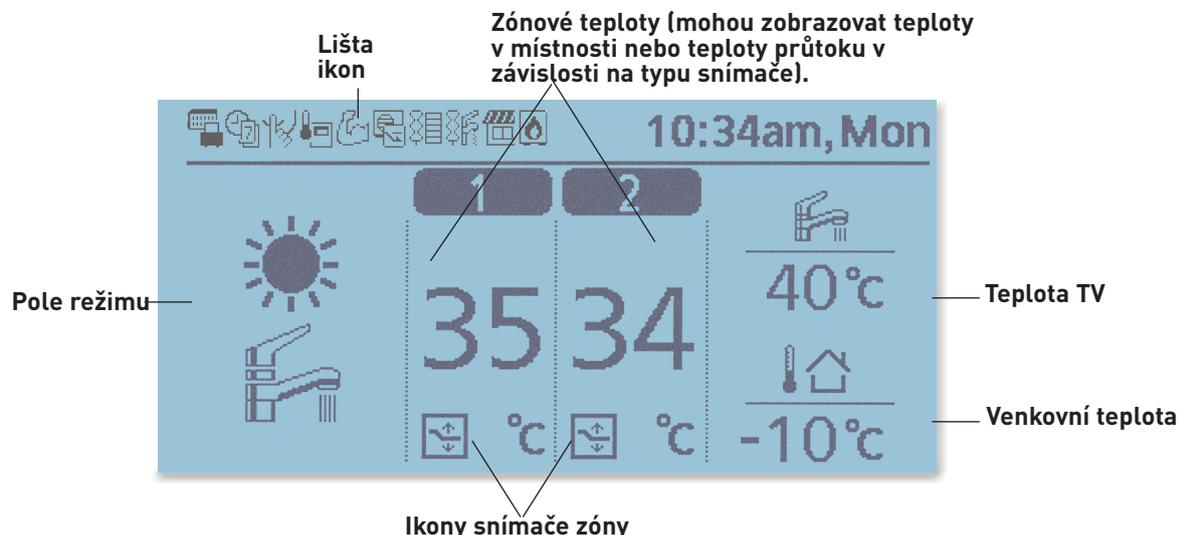 Zónové teploty (mohou zobrazovat teploty
v místnosti nebo teploty průtoku v
závislosti na typu snímače).
Lišta
ikon
10:34am, Mon
1 2
Pole režimu
35 34
40°c
Teplota TV
°c °c
-10°c
Venkovní teplota
Ikony snímače zóny